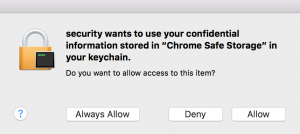 security wants to use your confidential
information stored in “Chrome Safe Storage” in
your keychain.
Do you want to allow access to this item?
? Always Allow Deny Allow